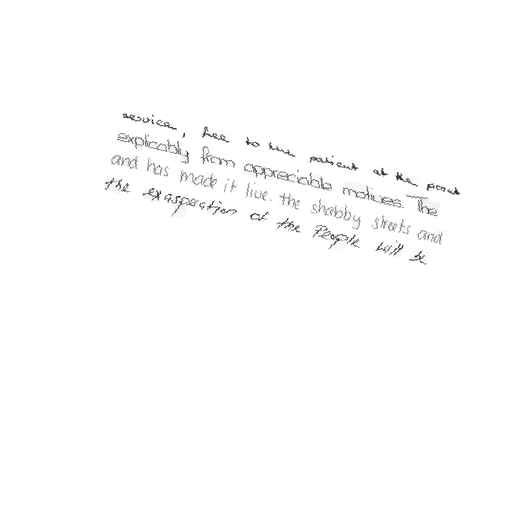 service, free to the patient at the point
explicably from appreciable motives. The
and has made it live. the shabby streets and
the exasperation of the People will be